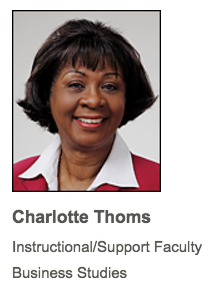 Charlotte Thoms
Instructional/Support Faculty
Business Studies